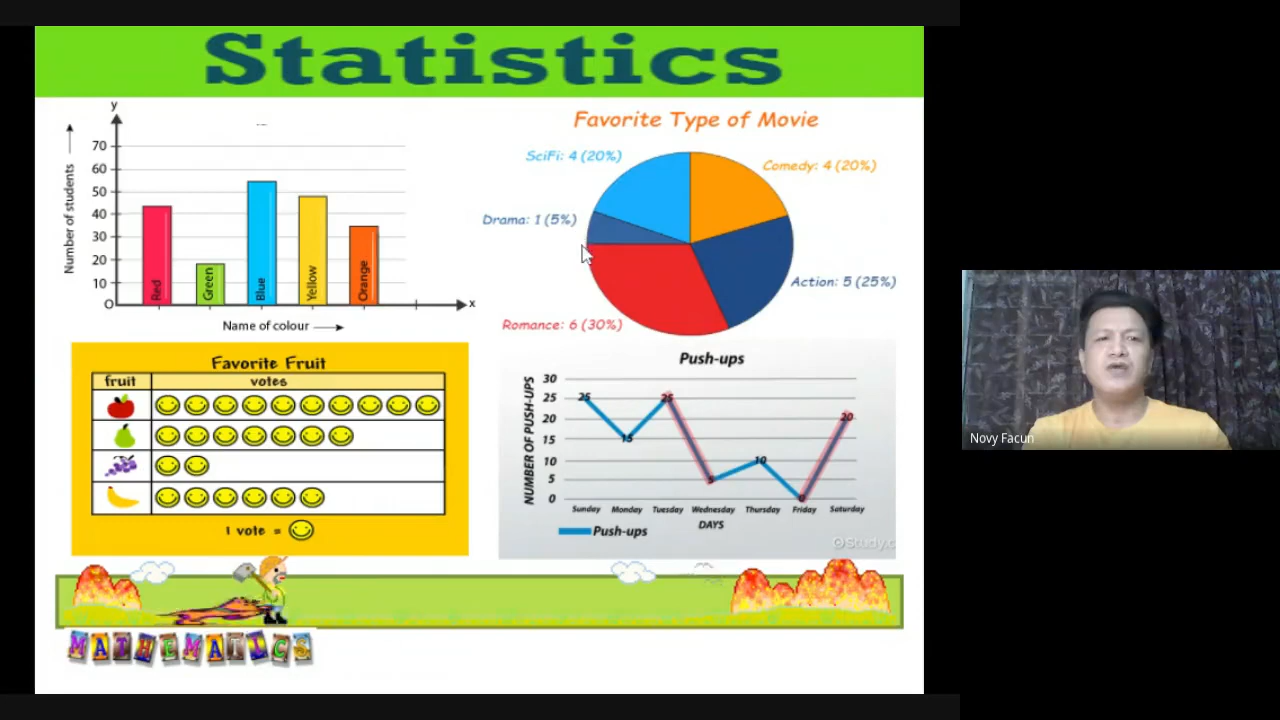 Statistics
y
Number of students
70
60
50
40
30
20
10
O
Red
Green
Blue
Yellow
Orange
x
Name of colour
Favorite Type of Movie
SciFi: 4 (20%)
Comedy: 4 (20%)
Drama: 1 (5%)
Action: 5 (25%)
Romance: 6 (30%)
Favorite Fruit
fruit votes
1 vote =
Push-ups
NUMBER OF PUSH-UPS
30
25
20
15
10
5
0
25
15
25
5
10
0
20
Sunday Monday Tuesday Wednesday Thursday Friday Saturday
DAYS
Push-ups
Study.c
MATHEMATICS
Novy Facun